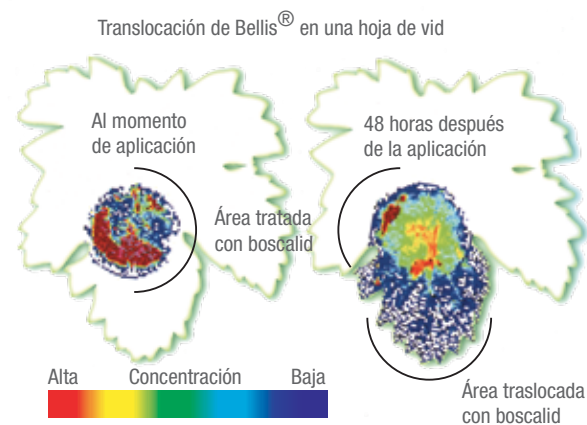 Translocación de Bellis® en una hoja de vid
Al momento
de aplicación
48 horas después
de la aplicación
Área tratada
con boscalid
Alta Concentración Baja
Área traslocada
con boscalid